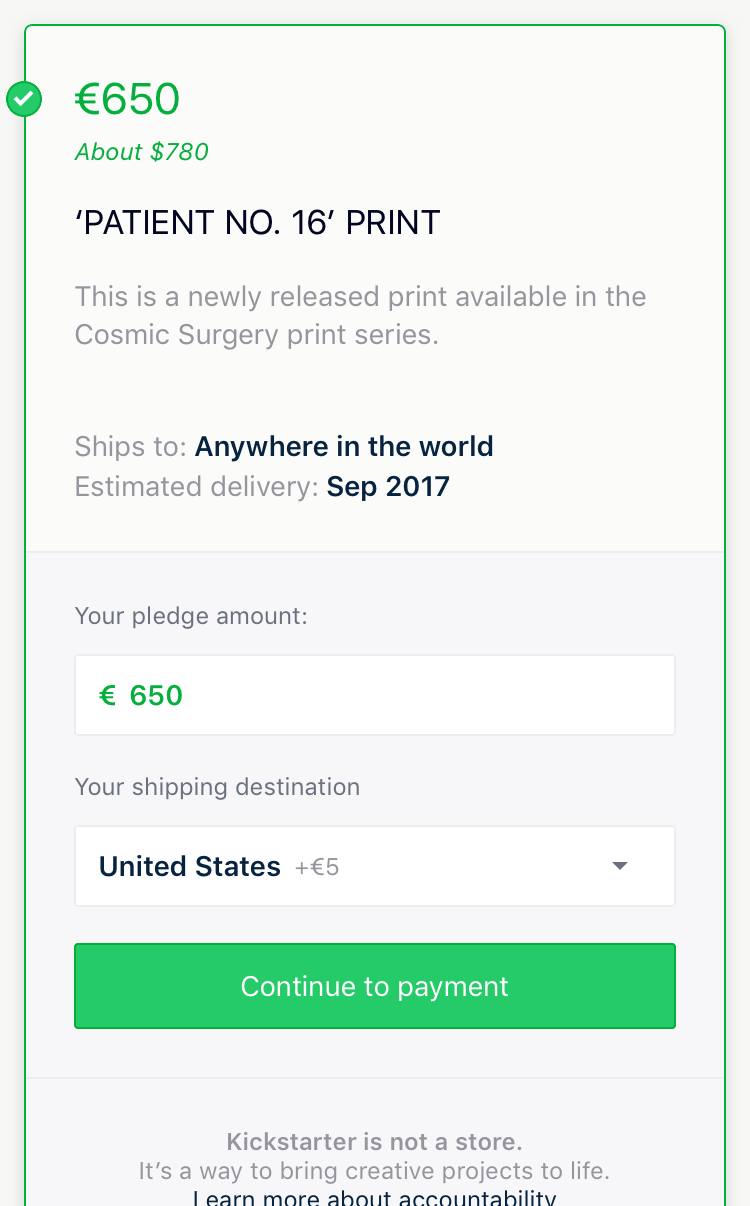 €650
About $780
‘PATIENT NO. 16’ PRINT
This is a newly released print available in the
Cosmic Surgery print series.
Ships to: Anywhere in the world
Estimated delivery: Sep 2017
Your pledge amount:
€ 650
Your shipping destination
United States +€5
Continue to payment
Kickstarter is not a store.
It’s a way to bring creative projects to life.
Learn more about accountability